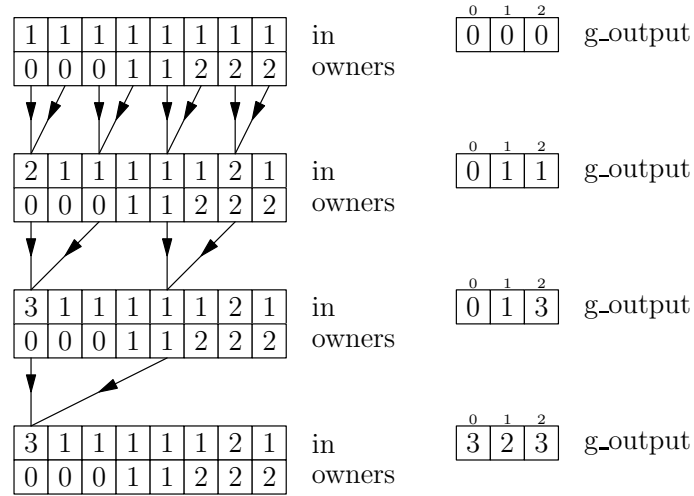 1 1 1 1 1 1 1 1 in
0 0 0 1 1 2 2 2 owners
0 1 2
0 0 0 g_output
2 1 1 1 1 1 2 1 in
0 0 0 1 1 2 2 2 owners
0 1 2
0 1 1 g_output
3 1 1 1 1 1 2 1 in
0 0 0 1 1 2 2 2 owners
0 1 2
0 1 3 g_output
3 1 1 1 1 1 2 1 in
0 0 0 1 1 2 2 2 owners
0 1 2
3 2 3 g_output